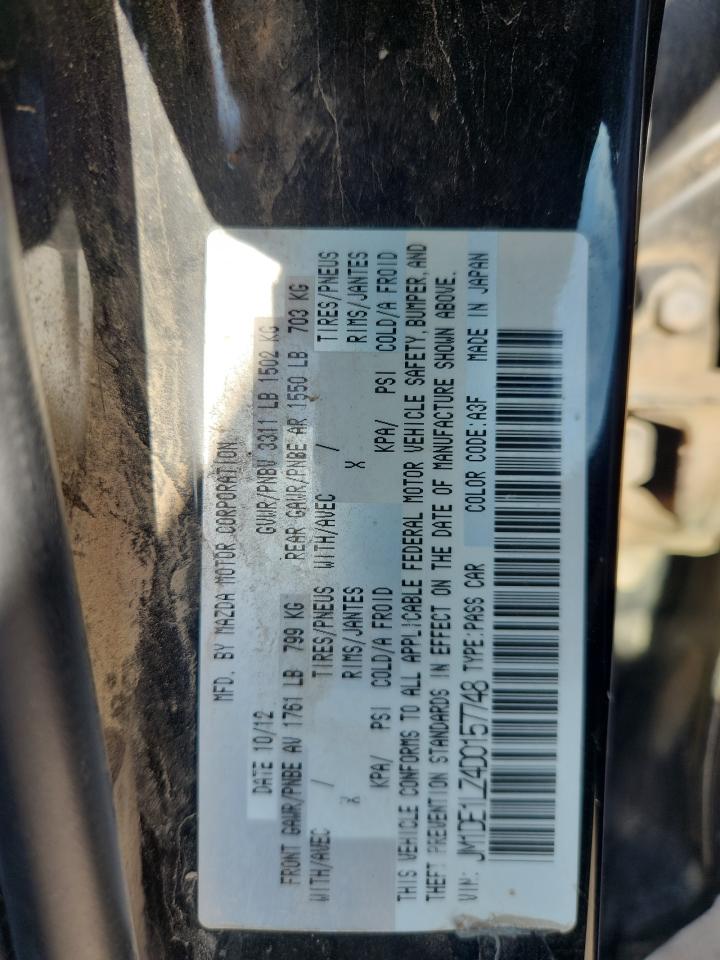 MFD. BY MAZDA MOTOR CORPORATION
DATE 10/12 GVWR/PNBV 3311 LB 1502 KG
FRONT GAWR/PNBE AV 1761 LB 799 KG REAR GAWR/PNBE AR 1550 LB 703 KG
WITH/AVEC / TIRES/PNEUS WITH/AVEC / TIRES/PNEUS
X RIMS/JANTES X RIMS/JANTES
KPA/ PSI COLD/A FROID KPA/ PSI COLD/A FROID
THIS VEHICLE CONFORMS TO ALL APPLICABLE FEDERAL MOTOR VEHICLE SAFETY,BUMPER,AND
THEFT PREVENTION STANDARDS IN EFFECT ON THE DATE OF MANUFACTURE SHOWN ABOVE.
VIN: JM1DE1LZ4D0157748 TYPE:PASS CAR COLOR CODE:A3F MADE IN JAPAN